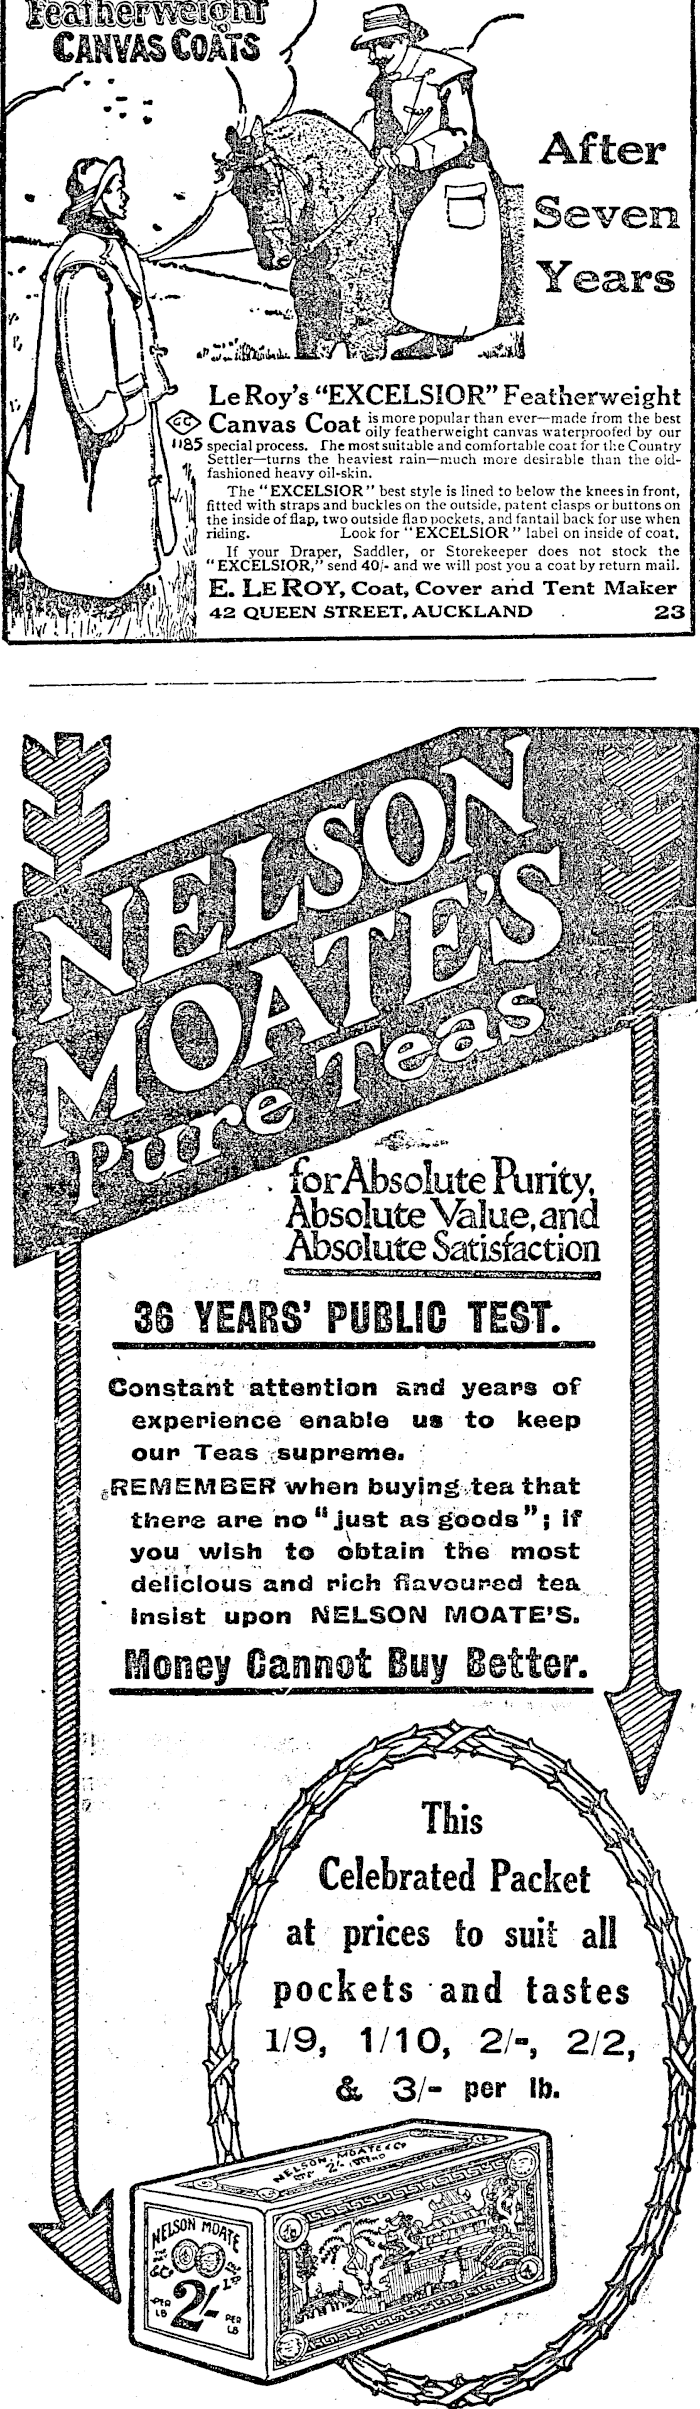 Featherweight
CANVAS COATS
After
Seven
Years
GC
1185
Le Roy's "EXCELSIOR" Featherweight
Canvas Coat is more popular than ever—made from the best
oily featherweight canvas waterproofed by our
special process. The most suitable and comfortable coat for the Country
Settler—turns the heaviest rain—much more desirable than the old-
fashioned heavy oil-skin.
The "EXCELSIOR" best style is lined to below the knees in front,
fitted with straps and buckles on the outside, patent clasps or buttons on
the inside of flap, two outside flap pockets, and fantail back for use when
riding. Look for "EXCELSIOR" label on inside of coat.
If your Draper, Saddler, or Storekeeper does not stock the
"EXCELSIOR," send 40/- and we will post you a coat by return mail.
E. LE ROY, Coat, Cover and Tent Maker
42 QUEEN STREET, AUCKLAND 23
NELSON
MOATE'S
Pure Teas
for Absolute Purity,
Absolute Value, and
Absolute Satisfaction
36 YEARS' PUBLIC TEST.
Constant attention and years of
experience enable us to keep
our Teas supreme.
REMEMBER when buying tea that
there are no "just as goods"; if
you wish to obtain the most
delicious and rich flavoured tea
insist upon NELSON MOATE'S.
Money Cannot Buy Better.
This
Celebrated Packet
at prices to suit all
pockets and tastes
1/9, 1/10, 2/-, 2/2,
& 3/- per lb.
NELSON, MOATE & Co
2/-
NELSON MOATE
& Co LTD
2/-
PER LB PER LB